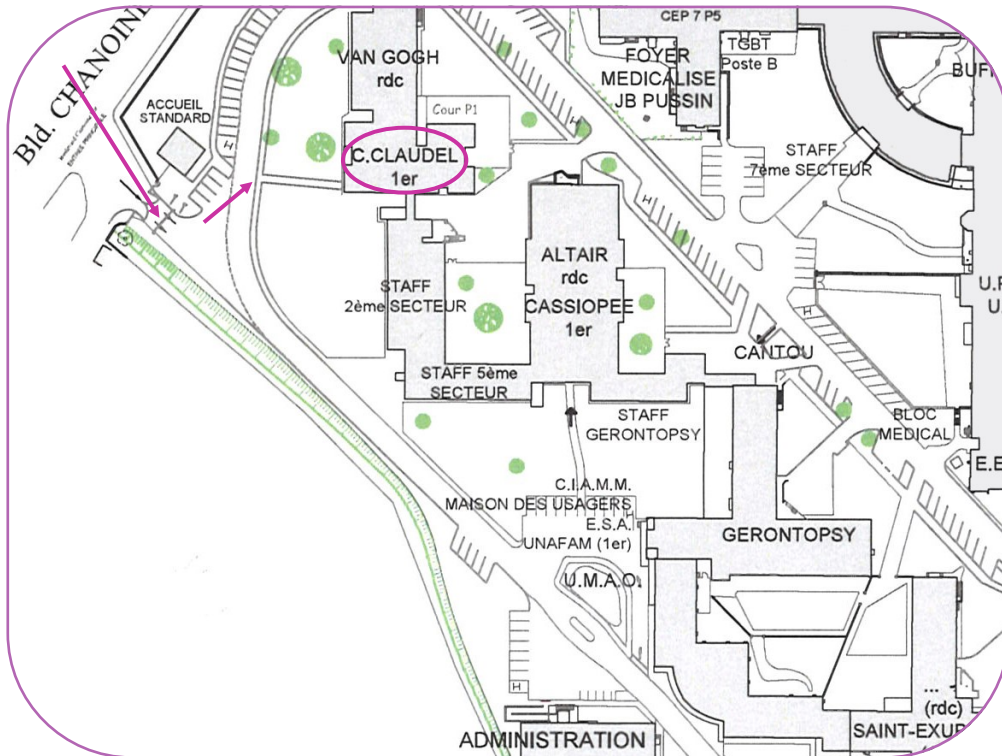 CEP 7 P5
TGBT
Poste B
FOYER
MEDICALISE
JB PUSSIN
VAN GOGH
rdc
Bld. CHANOINE
ACCUEIL
STANDARD
ENTREE PRINCIPALE
Cour P1
C.CLAUDEL
1er
STAFF
7ème SECTEUR
ALTAIR
rdc
CASSIOPEE
1er
STAFF
2ème SECTEUR
CANTOU
STAFF 5ème
SECTEUR
STAFF
GERONTOPSY
BLOC
MEDICAL
C.I.A.M.M.
MAISON DES USAGERS
E.S.A.
UNAFAM (1er)
GERONTOPSY
U.M.A.O.
...
(rdc)
SAINT-EXUP
ADMINISTRATION
H
H
H
H
H
H
H